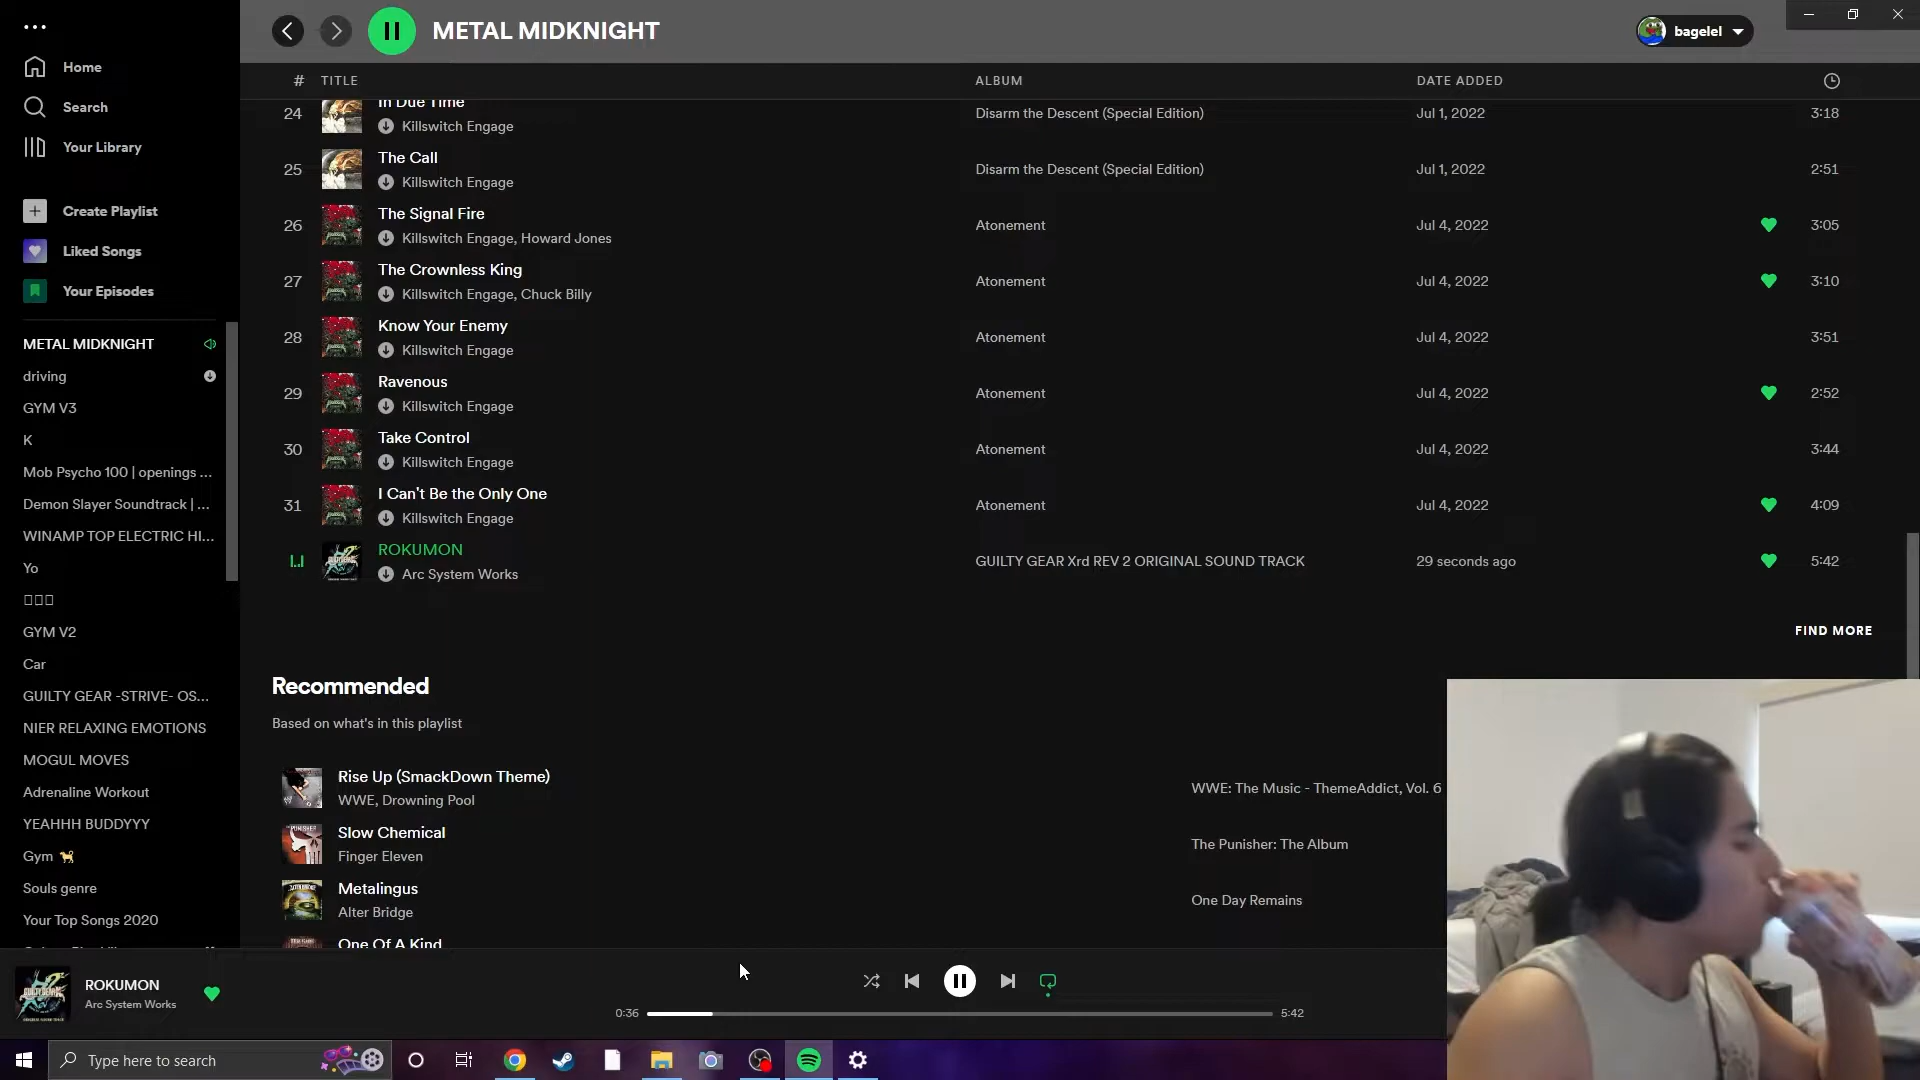 METAL MIDKNIGHT
bagelel
Home
Search
Your Library
Create Playlist
Liked Songs
Your Episodes
METAL MIDKNIGHT
driving
GYM V3
K
Mob Psycho 100 | openings ...
Demon Slayer Soundtrack | ...
WINAMP TOP ELECTRIC HI...
Yo
GYM V2
Car
GUILTY GEAR -STRIVE- OS...
NIER RELAXING EMOTIONS
MOGUL MOVES
Adrenaline Workout
YEAHHH BUDDYYY
Gym 🐕
Souls genre
Your Top Songs 2020
# TITLE ALBUM DATE ADDED
24 In Due Time Killswitch Engage Disarm the Descent (Special Edition) Jul 1, 2022 3:18
25 The Call Killswitch Engage Disarm the Descent (Special Edition) Jul 1, 2022 2:51
26 The Signal Fire Killswitch Engage, Howard Jones Atonement Jul 4, 2022 3:05
27 The Crownless King Killswitch Engage, Chuck Billy Atonement Jul 4, 2022 3:10
28 Know Your Enemy Killswitch Engage Atonement Jul 4, 2022 3:51
29 Ravenous Killswitch Engage Atonement Jul 4, 2022 2:52
30 Take Control Killswitch Engage Atonement Jul 4, 2022 3:44
31 I Can't Be the Only One Killswitch Engage Atonement Jul 4, 2022 4:09
ROKUMON Arc System Works GUILTY GEAR Xrd REV 2 ORIGINAL SOUND TRACK 29 seconds ago 5:42
FIND MORE
Recommended
Based on what's in this playlist
Rise Up (SmackDown Theme) WWE, Drowning Pool WWE: The Music - ThemeAddict, Vol. 6
Slow Chemical Finger Eleven The Punisher: The Album
Metalingus Alter Bridge One Day Remains
One Of A Kind
ROKUMON
Arc System Works
0:36 5:42
Type here to search